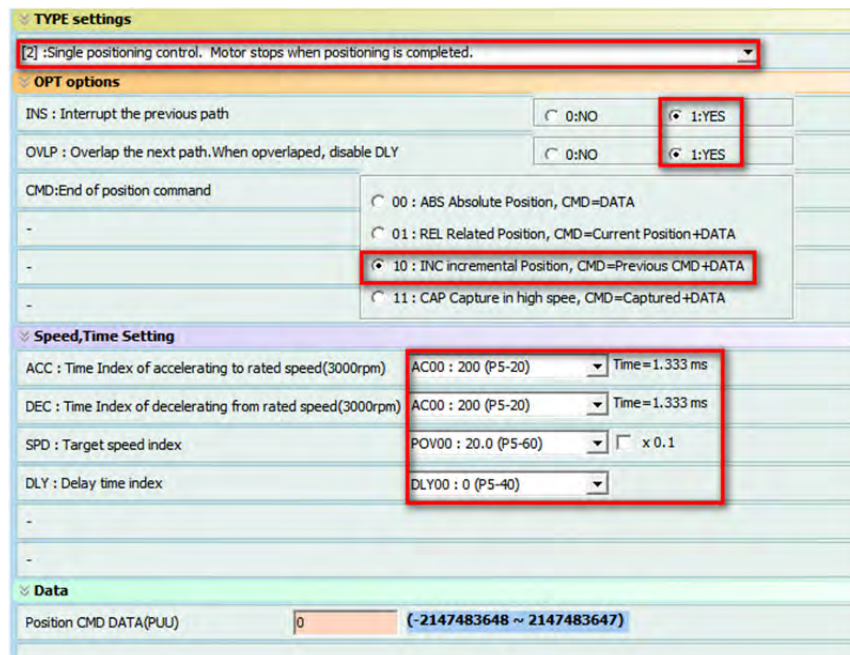 TYPE settings
[2] :Single positioning control. Motor stops when positioning is completed.
OPT options
INS : Interrupt the previous path 0:NO 1:YES
OVLP : Overlap the next path.When opverlaped, disable DLY 0:NO 1:YES
CMD:End of position command
00 : ABS Absolute Position, CMD=DATA
-
01 : REL Related Position, CMD=Current Position+DATA
-
10 : INC incremental Position, CMD=Previous CMD+DATA
-
11 : CAP Capture in high spee, CMD=Captured+DATA
Speed,Time Setting
ACC : Time Index of accelerating to rated speed(3000rpm) AC00 : 200 (P5-20) Time=1.333 ms
DEC : Time Index of decelerating from rated speed(3000rpm) AC00 : 200 (P5-20) Time=1.333 ms
SPD : Target speed index POV00 : 20.0 (P5-60) x 0.1
DLY : Delay time index DLY00 : 0 (P5-40)
-
-
Data
Position CMD DATA(PUU) 0 (-2147483648 ~ 2147483647)